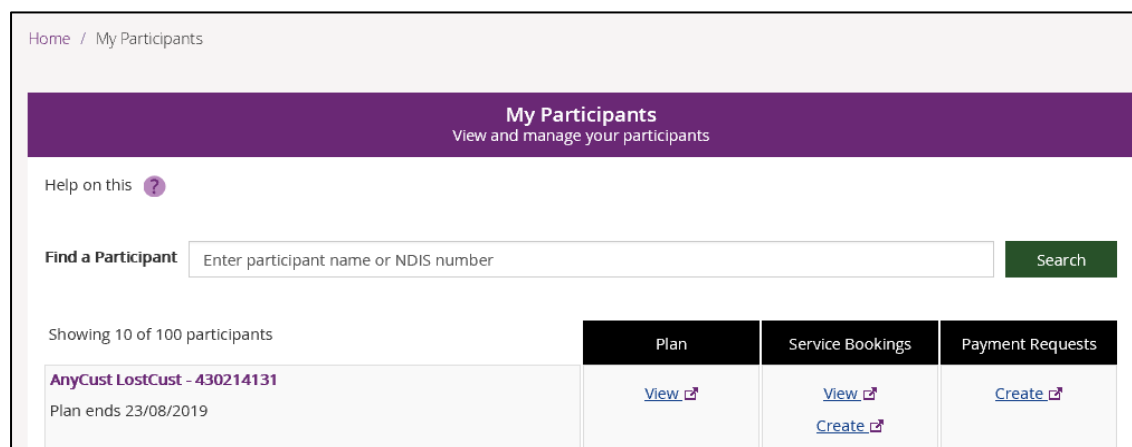 Home / My Participants
My Participants
View and manage your participants
Help on this ?
Find a Participant Enter participant name or NDIS number Search
Showing 10 of 100 participants Plan Service Bookings Payment Requests
AnyCust LostCust - 430214131 View View Create
Plan ends 23/08/2019
Create